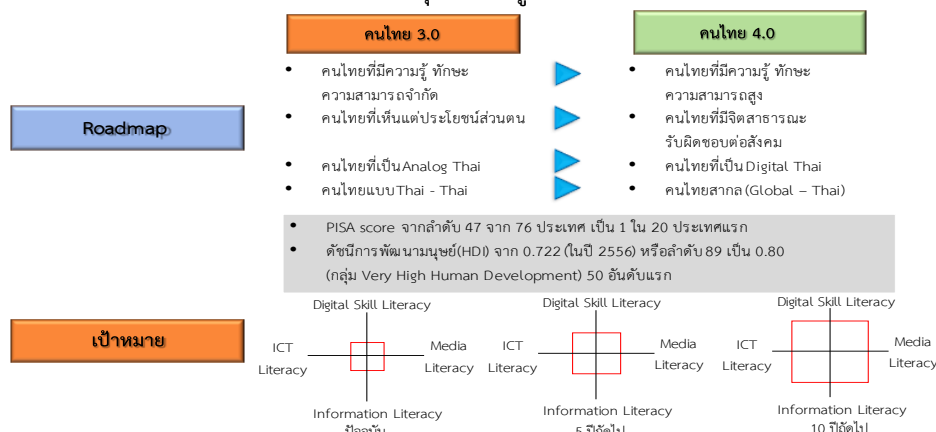 คนไทย 3.0
คนไทย 4.0
Roadmap
• คนไทยที่มีความรู้ ทักษะ
ความสามารถจำกัด
• คนไทยที่เห็นแต่ประโยชน์ส่วนตน
• คนไทยที่เป็น Analog Thai
• คนไทยแบบ Thai - Thai
• คนไทยที่มีความรู้ ทักษะ
ความสามารถสูง
• คนไทยที่มีจิตสาธารณะ
รับผิดชอบต่อสังคม
• คนไทยที่เป็น Digital Thai
• คนไทยสากล (Global – Thai)
• PISA score จากลำดับ 47 จาก 76 ประเทศ เป็น 1 ใน 20 ประเทศแรก
• ดัชนีการพัฒนามนุษย์(HDI) จาก 0.722 (ในปี 2556) หรือลำดับ 89 เป็น 0.80
(กลุ่ม Very High Human Development) 50 อันดับแรก
เป้าหมาย
Digital Skill Literacy
ICT
Literacy
Media
Literacy
Information Literacy
ปัจจุบัน
Digital Skill Literacy
ICT
Literacy
Media
Literacy
Information Literacy
5 ปีถัดไป
Digital Skill Literacy
ICT
Literacy
Media
Literacy
Information Literacy
10 ปีถัดไป